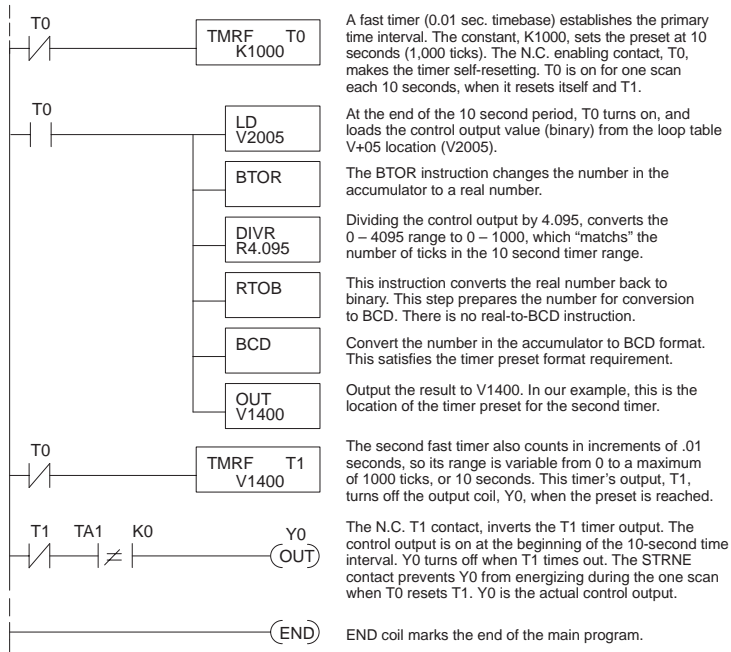 T0
TMRF T0
K1000
A fast timer (0.01 sec. timebase) establishes the primary
time interval. The constant, K1000, sets the preset at 10
seconds (1,000 ticks). The N.C. enabling contact, T0,
makes the timer self-resetting. T0 is on for one scan
each 10 seconds, when it resets itself and T1.
T0
LD
V2005
At the end of the 10 second period, T0 turns on, and
loads the control output value (binary) from the loop table
V+05 location (V2005).
BTOR
The BTOR instruction changes the number in the
accumulator to a real number.
DIVR
R4.095
Dividing the control output by 4.095, converts the
0 – 4095 range to 0 – 1000, which “matchs” the
number of ticks in the 10 second timer range.
RTOB
This instruction converts the real number back to
binary. This step prepares the number for conversion
to BCD. There is no real-to-BCD instruction.
BCD
Convert the number in the accumulator to BCD format.
This satisfies the timer preset format requirement.
OUT
V1400
Output the result to V1400. In our example, this is the
location of the timer preset for the second timer.
T0
TMRF T1
V1400
The second fast timer also counts in increments of .01
seconds, so its range is variable from 0 to a maximum
of 1000 ticks, or 10 seconds. This timer’s output, T1,
turns off the output coil, Y0, when the preset is reached.
T1 TA1 K0 Y0
≠ OUT
The N.C. T1 contact, inverts the T1 timer output. The
control output is on at the beginning of the 10-second time
interval. Y0 turns off when T1 times out. The STRNE
contact prevents Y0 from energizing during the one scan
when T0 resets T1. Y0 is the actual control output.
END
END coil marks the end of the main program.